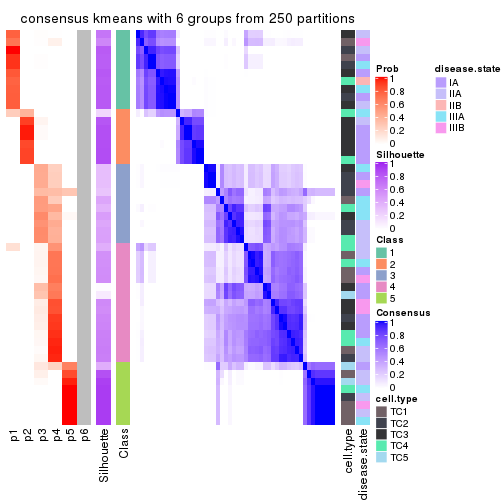 consensus kmeans with 6 groups from 250 partitions
Prob
1
0.8
0.6
0.4
0.2
0
Silhouette
1
0.8
0.6
0.4
0.2
0
Class
1
2
3
4
5
Consensus
1
0.8
0.6
0.4
0.2
0
cell.type
TC1
TC2
TC3
TC4
TC5
disease.state
IA
IIA
IIB
IIIA
IIIB
p1
p2
p3
p4
p5
p6
Silhouette
Class
cell.type
disease.state